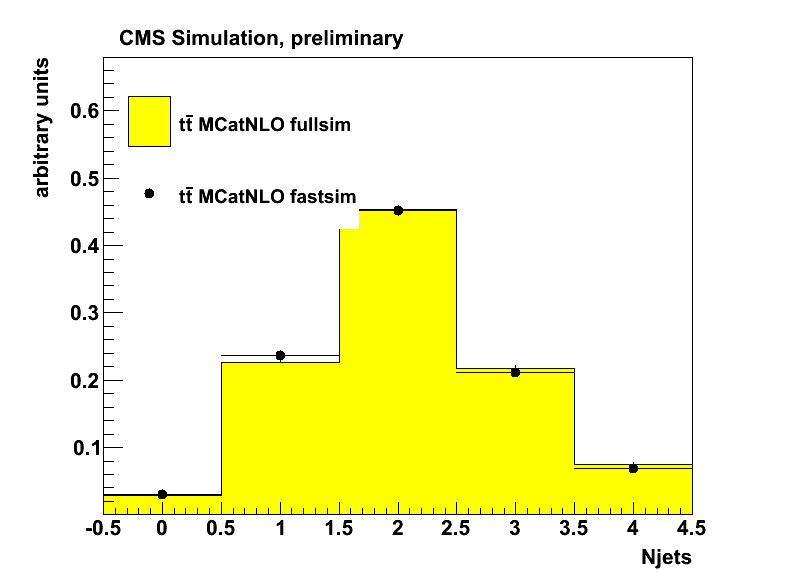 CMS Simulation, preliminary
arbitrary units
0.6
0.5
0.4
0.3
0.2
0.1
tt̄ MCatNLO fullsim
tt̄ MCatNLO fastsim
-0.5 0 0.5 1 1.5 2 2.5 3 3.5 4 4.5
Njets